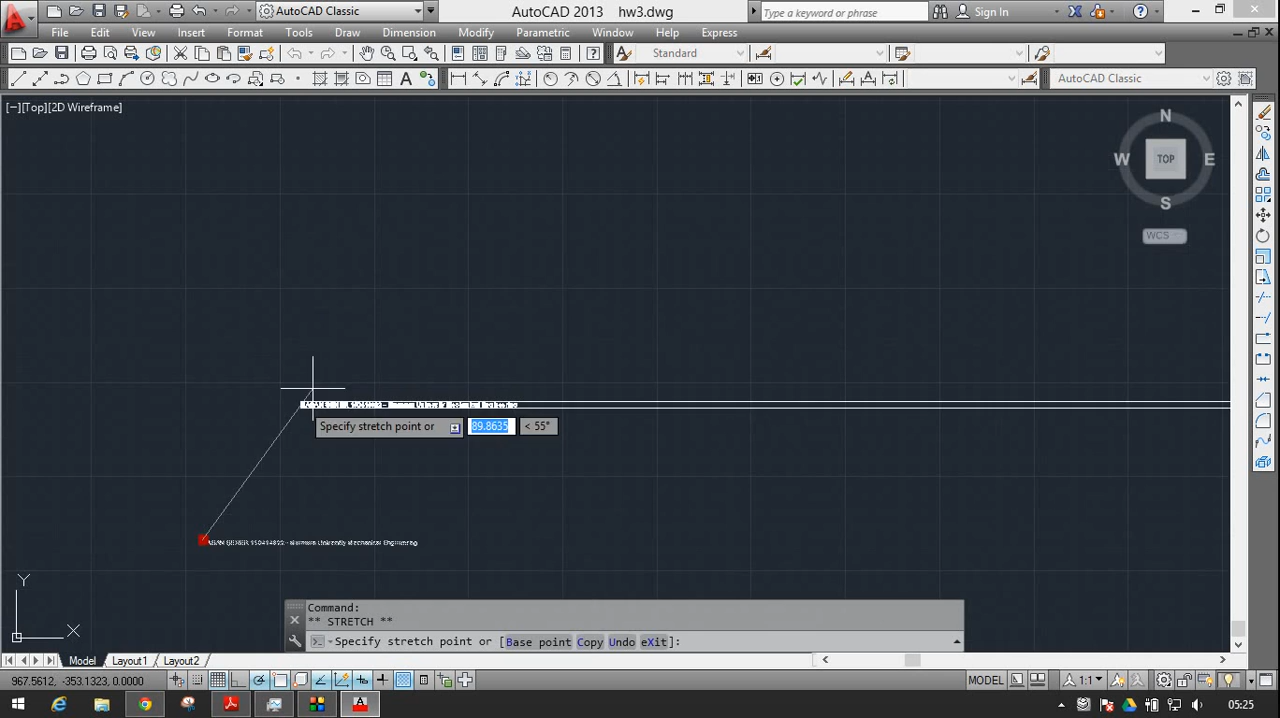 AutoCAD Classic
AutoCAD 2013 hw3.dwg
Type a keyword or phrase
Sign In
File Edit View Insert Format Tools Draw Dimension Modify Parametric Window Help Express
Standard
AutoCAD Classic
[−][Top][2D Wireframe]
N
W TOP E
S
WCS
Specify stretch point or 89.8635 < 55°
Mechanical Engineering
Y
X
Command:
** STRETCH **
Specify stretch point or [Base point Copy Undo eXit]:
Model Layout1 Layout2
967.5612, -353.1323, 0.0000
MODEL
1:1
05:25